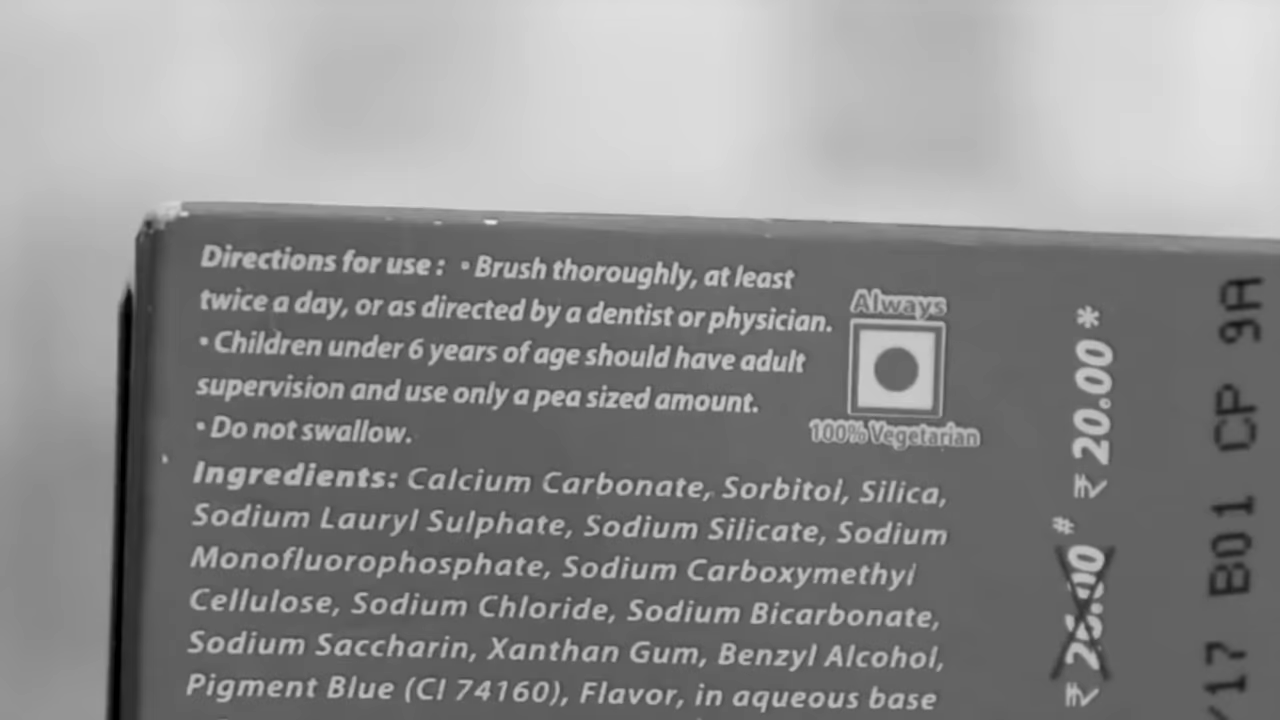 Directions for use : • Brush thoroughly, at least
twice a day, or as directed by a dentist or physician.
• Children under 6 years of age should have adult
supervision and use only a pea sized amount.
• Do not swallow.
Always
100% Vegetarian
Ingredients: Calcium Carbonate, Sorbitol, Silica,
Sodium Lauryl Sulphate, Sodium Silicate, Sodium
Monofluorophosphate, Sodium Carboxymethyl
Cellulose, Sodium Chloride, Sodium Bicarbonate,
Sodium Saccharin, Xanthan Gum, Benzyl Alcohol,
Pigment Blue (CI 74160), Flavor, in aqueous base
₹ #₹ 20.00 *
/17 B01 CP 9A